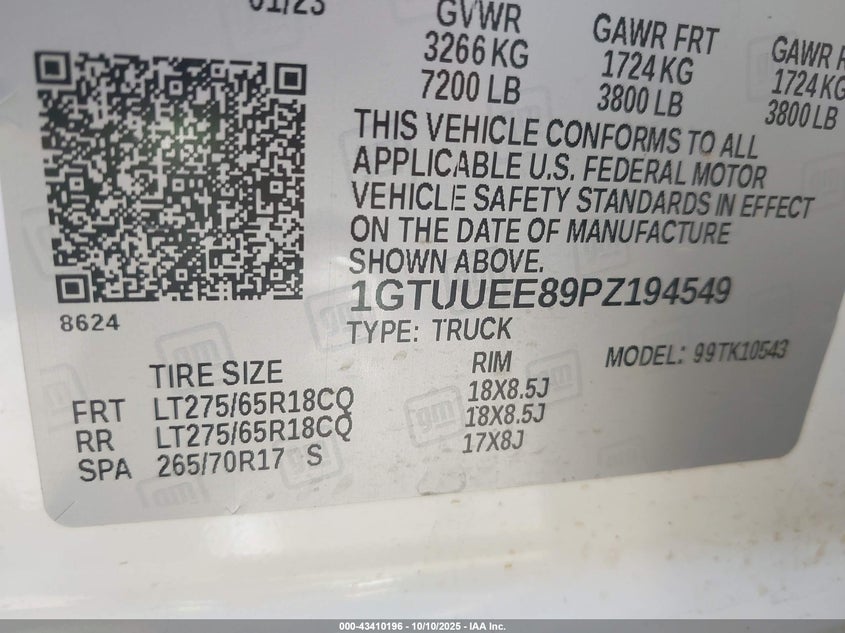 01/23
GVWR
3266 KG
7200 LB
GAWR FRT
1724 KG
3800 LB
GAWR
1724 KG
3800 LB
THIS VEHICLE CONFORMS TO ALL
APPLICABLE U.S. FEDERAL MOTOR
VEHICLE SAFETY STANDARDS IN EFFECT
ON THE DATE OF MANUFACTURE
SHOWN ABOVE.
1GTUUEE89PZ194549
8624
TYPE: TRUCK
MODEL: 99TK10543
TIRE SIZE
RIM
FRT LT275/65R18CQ 18X8.5J
RR LT275/65R18CQ 18X8.5J
SPA 265/70R17 S 17X8J
gm
000-43410196 - 10/10/2025 - IAA Inc.